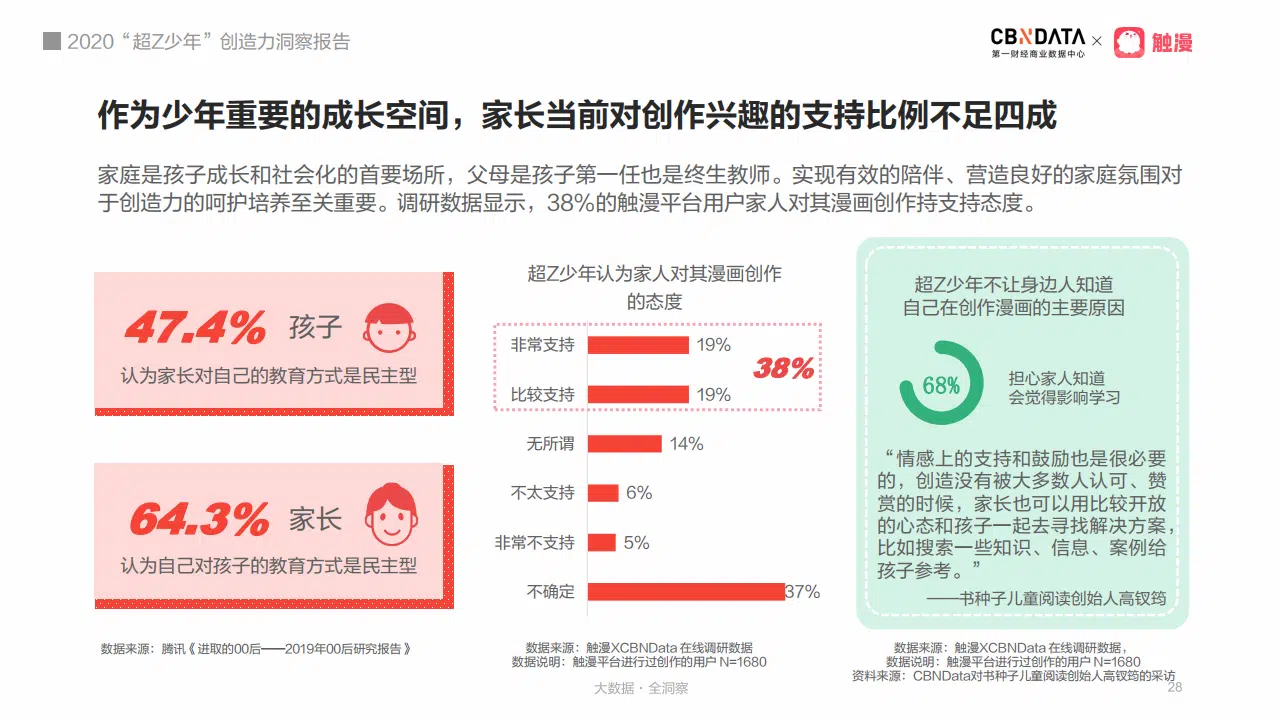 2020“超Z少年”创造力洞察报告
CBNDATA
第一财经商业数据中心
×
触漫
作为少年重要的成长空间，家长当前对创作兴趣的支持比例不足四成
家庭是孩子成长和社会化的首要场所，父母是孩子第一任也是终生教师。实现有效的陪伴、营造良好的家庭氛围对
于创造力的呵护培养至关重要。调研数据显示，38%的触漫平台用户家人对其漫画创作持支持态度。
47.4% 孩子
认为家长对自己的教育方式是民主型
64.3% 家长
认为自己对孩子的教育方式是民主型
数据来源：腾讯《进取的00后——2019年00后研究报告》
超Z少年认为家人对其漫画创作
的态度
非常支持 19%
比较支持 19%
38%
无所谓 14%
不太支持 6%
非常不支持 5%
不确定 37%
数据来源：触漫XCBNData在线调研数据
数据说明：触漫平台进行过创作的用户 N=1680
超Z少年不让身边人知道
自己在创作漫画的主要原因
68%
担心家人知道
会觉得影响学习
“情感上的支持和鼓励也是很必要
的，创造没有被大多数人认可、赞
赏的时候，家长也可以用比较开放
的心态和孩子一起去寻找解决方案，
比如搜索一些知识、信息、案例给
孩子参考。”
——书种子儿童阅读创始人高钗筠
数据来源：触漫XCBNData在线调研数据，
数据说明：触漫平台进行过创作的用户 N=1680
资料来源：CBNData对书种子儿童阅读创始人高钗筠的采访
大数据·全洞察
28